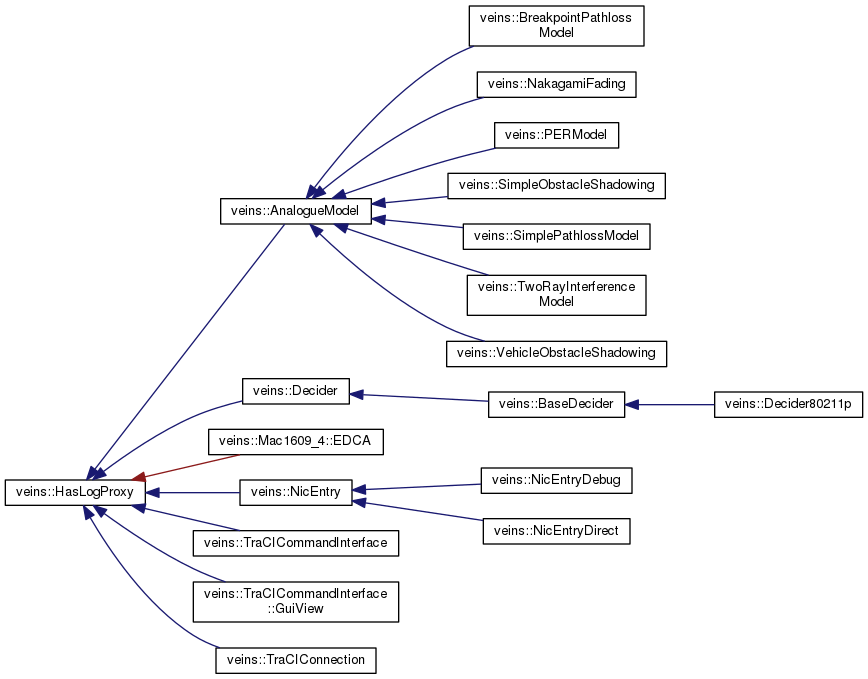 veins::BreakpointPathloss
Model
veins::NakagamiFading
veins::PERModel
veins::SimpleObstacleShadowing
veins::AnalogueModel
veins::SimplePathlossModel
veins::TwoRayInterference
Model
veins::VehicleObstacleShadowing
veins::Decider
veins::BaseDecider
veins::Decider80211p
veins::Mac1609_4::EDCA
veins::HasLogProxy
veins::NicEntry
veins::NicEntryDebug
veins::NicEntryDirect
veins::TraCICommandInterface
veins::TraCICommandInterface
::GuiView
veins::TraCIConnection